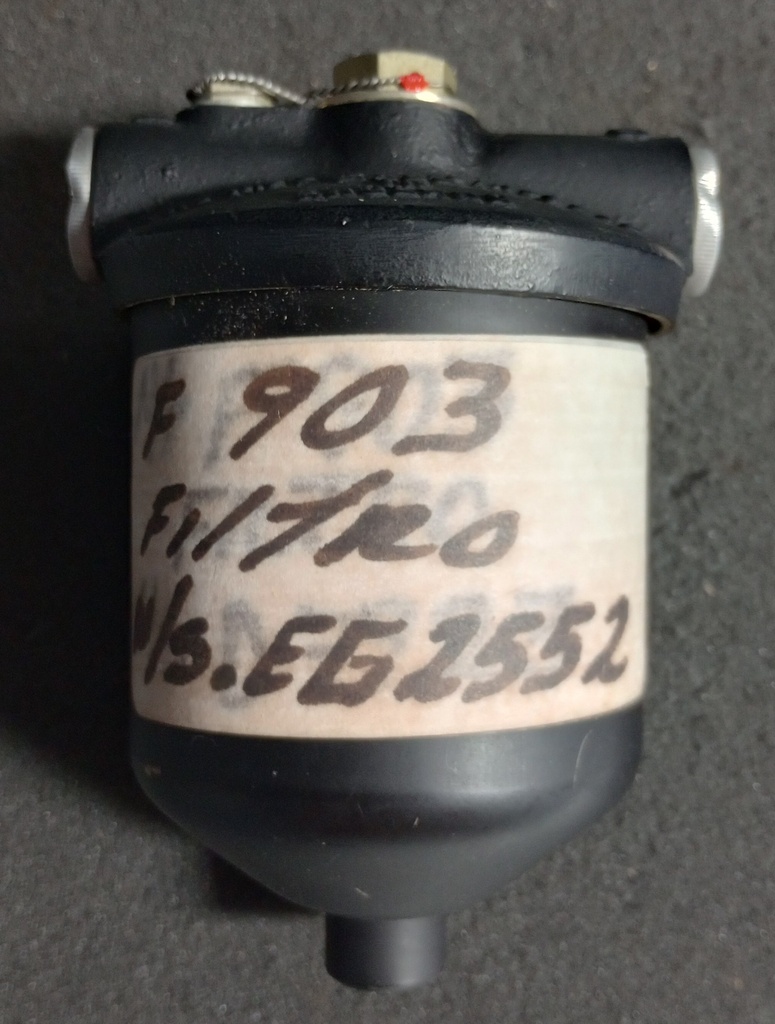 F 903
FilTRO
N/S.EG2552